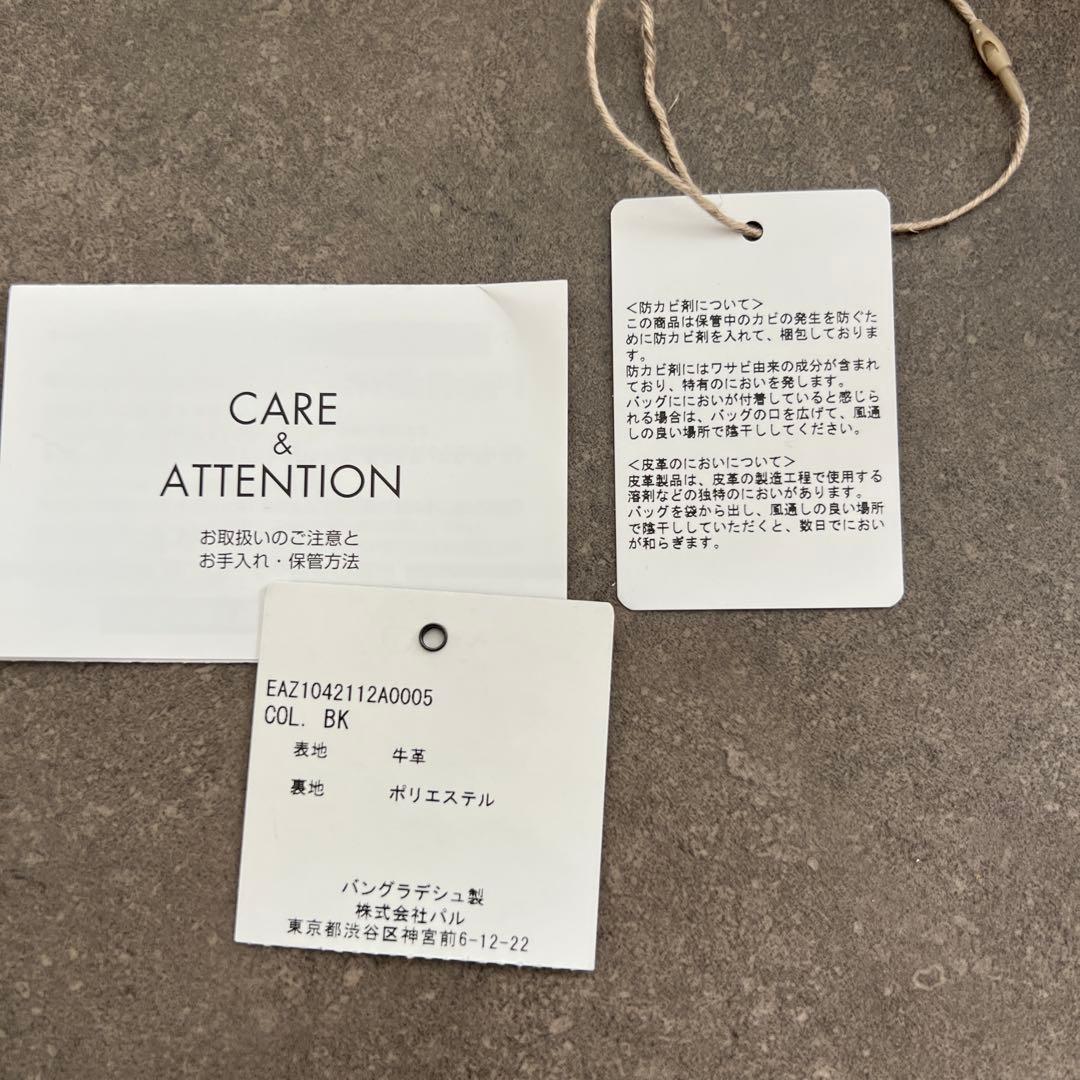 CARE
&
ATTENTION
お取扱いのご注意と
お手入れ・保管方法
＜防カビ剤について＞
この商品は保管中のカビの発生を防ぐた
めに防カビ剤を入れて、梱包しておりま
す。
防カビ剤にはワサビ由来の成分が含まれ
ており、特有のにおいを発します。
バッグににおいが付着していると感じら
れる場合は、バッグの口を広げて、風通
しの良い場所で陰干ししてください。
＜皮革のにおいについて＞
皮革製品は、皮革の製造工程で使用する
溶剤などの独特のにおいがあります。
バッグを袋から出し、風通しの良い場所
で陰干ししていただくと、数日でにおい
が和らぎます。
EAZ1042112A0005
COL. BK
表地 牛革
裏地 ポリエステル
バングラデシュ製
株式会社パル
東京都渋谷区神宮前6-12-22